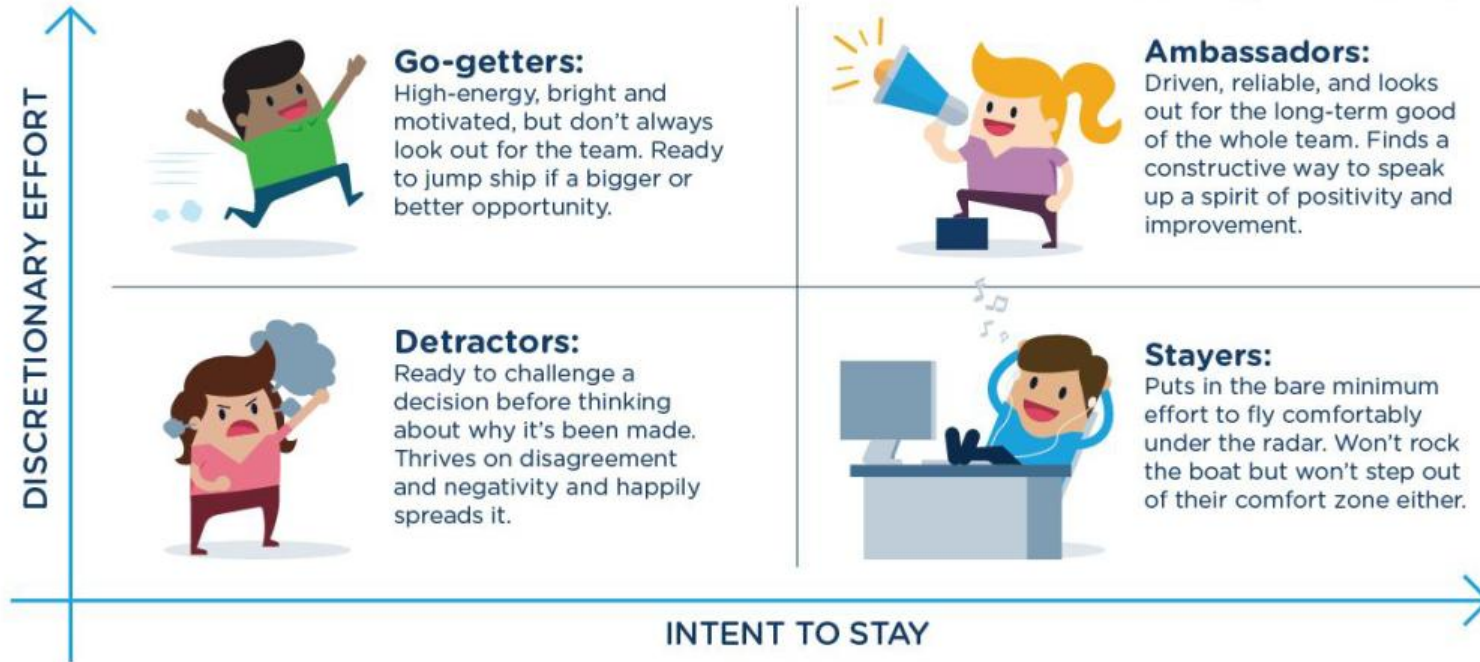 DISCRETIONARY EFFORT
Go-getters:
High-energy, bright and
motivated, but don't always
look out for the team. Ready
to jump ship if a bigger or
better opportunity.
Ambassadors:
Driven, reliable, and looks
out for the long-term good
of the whole team. Finds a
constructive way to speak
up a spirit of positivity and
improvement.
Detractors:
Ready to challenge a
decision before thinking
about why it's been made.
Thrives on disagreement
and negativity and happily
spreads it.
Stayers:
Puts in the bare minimum
effort to fly comfortably
under the radar. Won't rock
the boat but won't step out
of their comfort zone either.
INTENT TO STAY